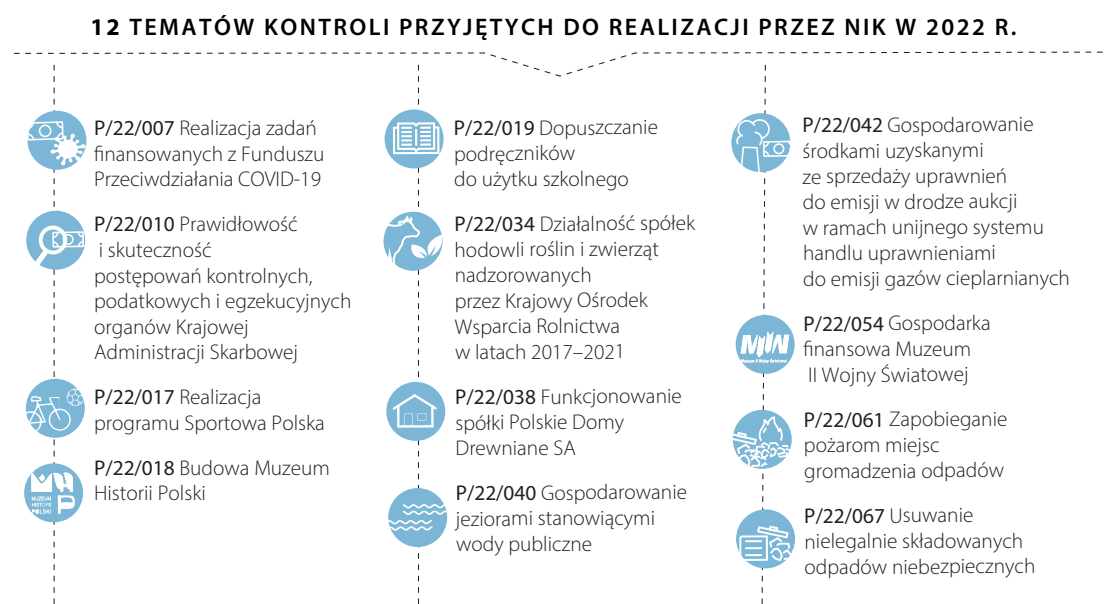 12 TEMATÓW KONTROLI PRZYJĘTYCH DO REALIZACJI PRZEZ NIK W 2022 R.
P/22/007 Realizacja zadań
finansowanych z Funduszu
Przeciwdziałania COVID-19
P/22/010 Prawidłowość
i skuteczność
postępowań kontrolnych,
podatkowych i egzekucyjnych
organów Krajowej
Administracji Skarbowej
P/22/017 Realizacja
programu Sportowa Polska
MUZEUM
HISTORII
POLSKI
P/22/018 Budowa Muzeum
Historii Polski
P/22/019 Dopuszczanie
podręczników
do użytku szkolnego
P/22/034 Działalność spółek
hodowli roślin i zwierząt
nadzorowanych
przez Krajowy Ośrodek
Wsparcia Rolnictwa
w latach 2017–2021
P/22/038 Funkcjonowanie
spółki Polskie Domy
Drewniane SA
P/22/040 Gospodarowanie
jeziorami stanowiącymi
wody publiczne
P/22/042 Gospodarowanie
środkami uzyskanymi
ze sprzedaży uprawnień
do emisji w drodze aukcji
w ramach unijnego systemu
handlu uprawnieniami
do emisji gazów cieplarnianych
Muzeum II Wojny Światowej
P/22/054 Gospodarka
finansowa Muzeum
II Wojny Światowej
P/22/061 Zapobieganie
pożarom miejsc
gromadzenia odpadów
P/22/067 Usuwanie
nielegalnie składowanych
odpadów niebezpiecznych